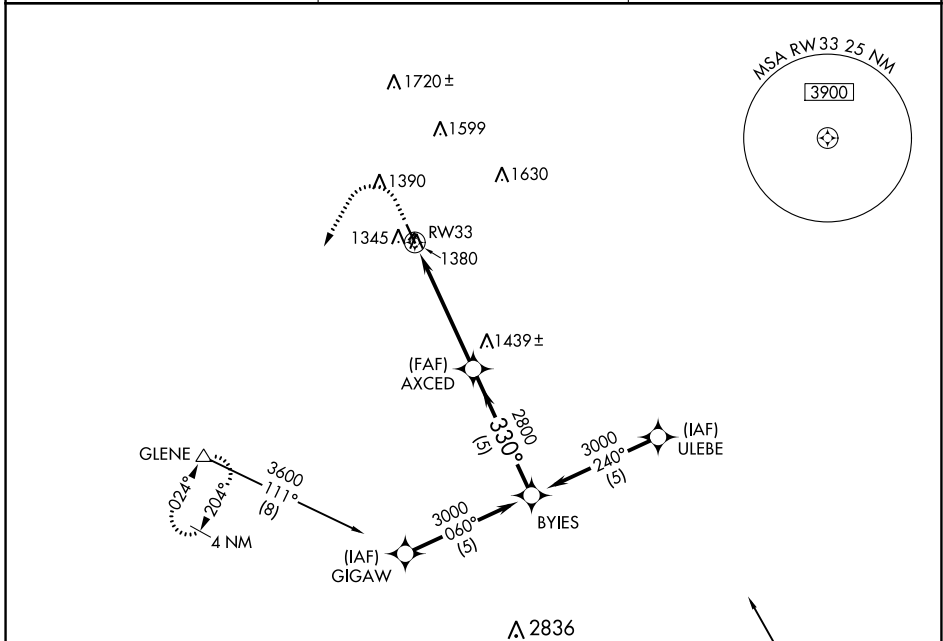 MSA RW33 25 NM
3900
1720 ±
1599
1630
1390
1345
RW33
1380
1439 ±
(FAF)
AXCED
2800
330°
(5)
(IAF)
ULEBE
3000
240°
(5)
GLENE
3600
111°
(8)
024°
204°
4 NM
3000
060°
(5)
BYIES
(IAF)
GIGAW
2836